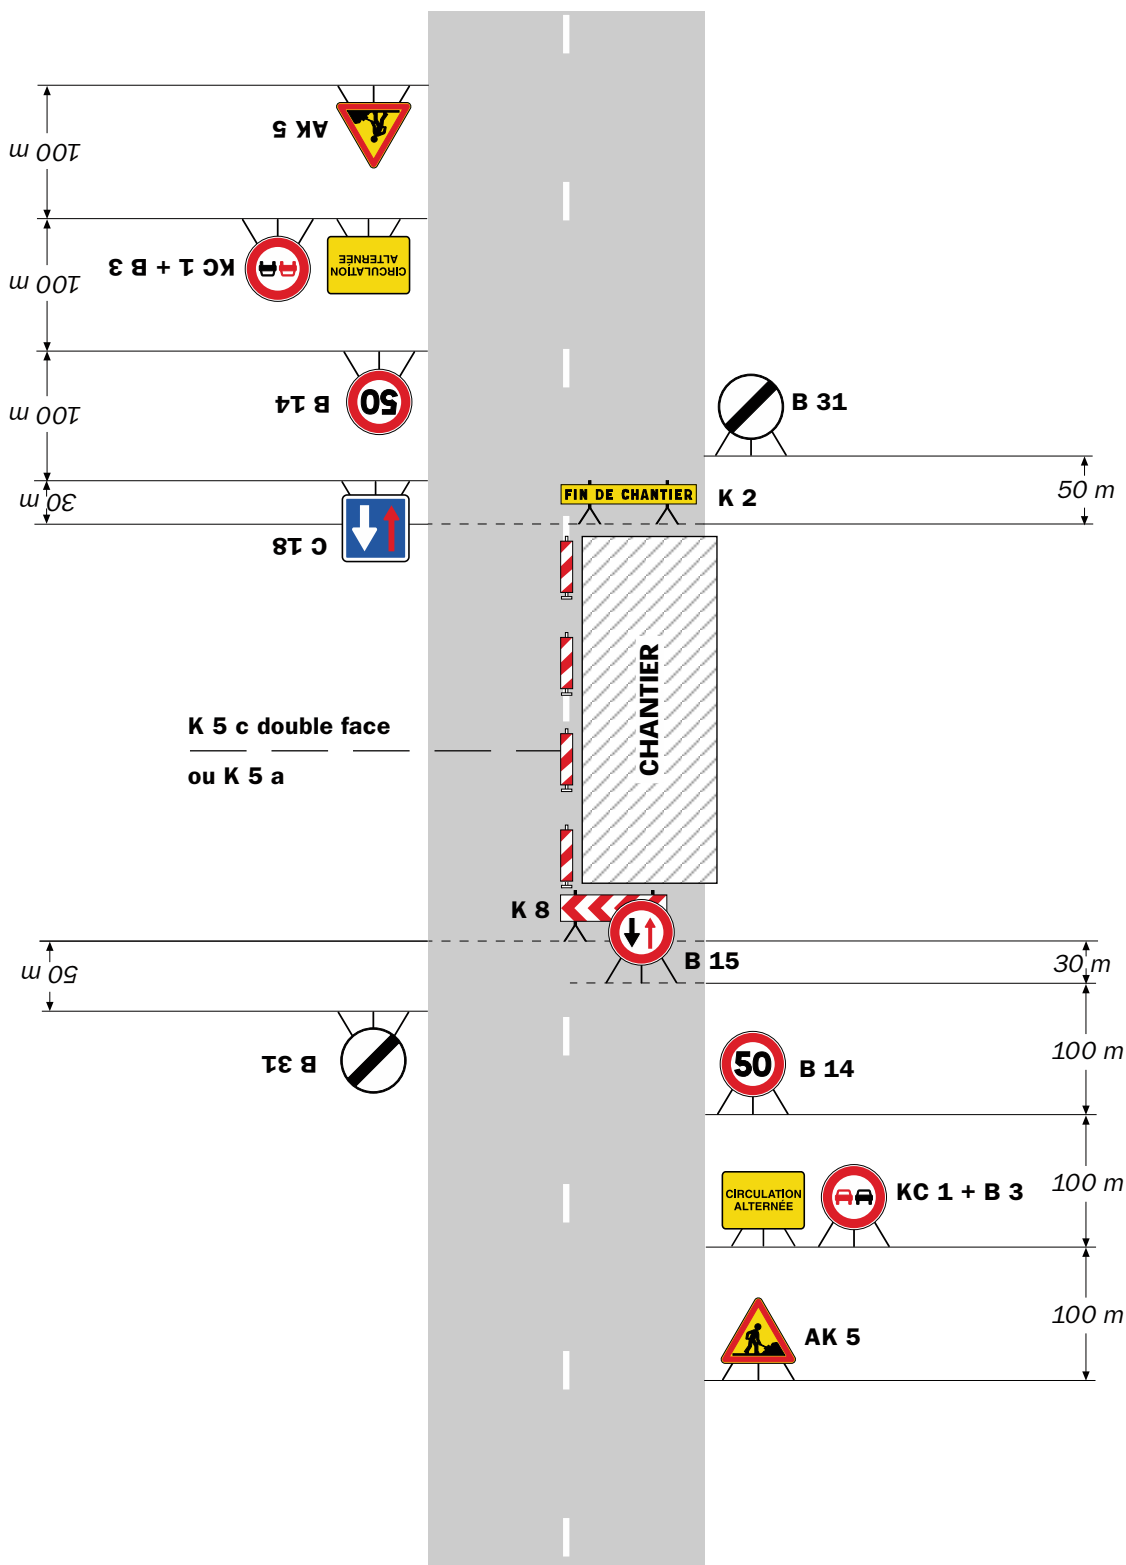 AK 5
100 m
KC 1 + B 3
CIRCULATION
ALTERNÉE
100 m
B 14
50
100 m
B 31
50 m
30 m
C 18
FIN DE CHANTIER
K 2
CHANTIER
K 5 c double face
ou K 5 a
K 8
B 15
30 m
50 m
B 31
50
B 14
100 m
CIRCULATION
ALTERNÉE
KC 1 + B 3
100 m
AK 5
100 m